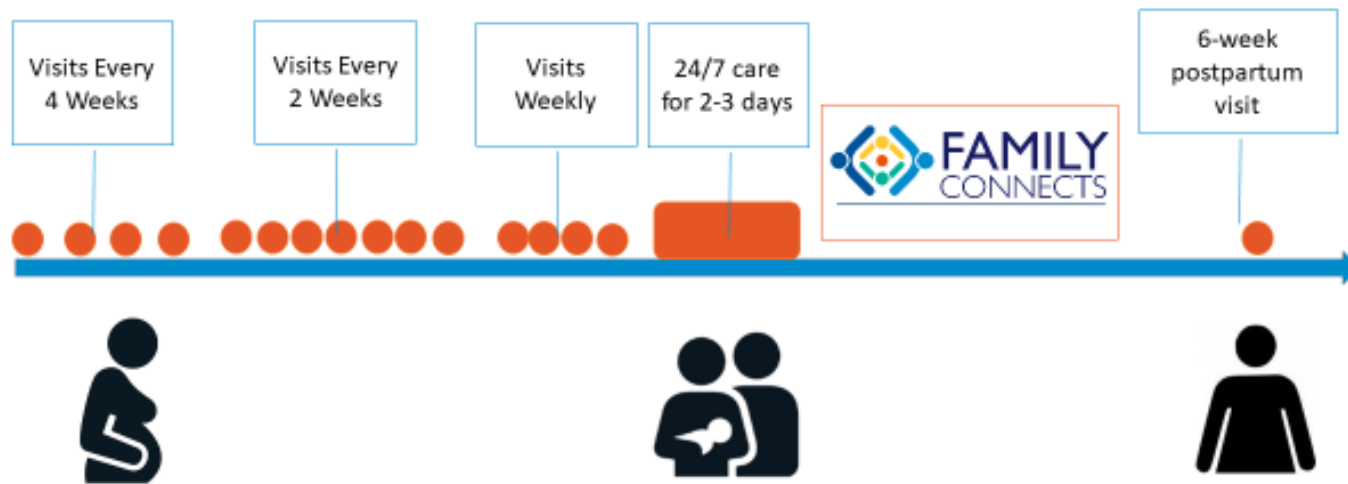 Visits Every
4 Weeks
Visits Every
2 Weeks
Visits
Weekly
24/7 care
for 2-3 days
FAMILY
CONNECTS
6-week
postpartum
visit